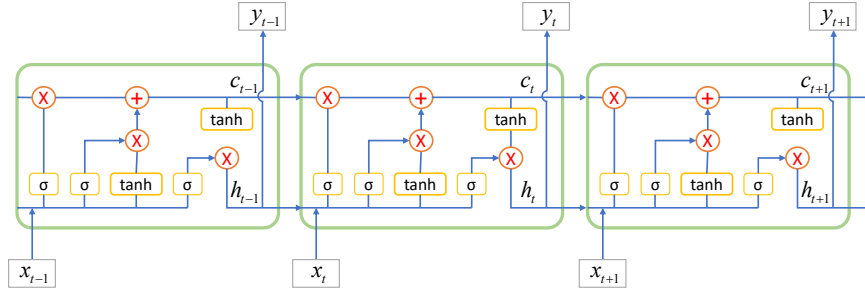 y_{t-1} y_t y_{t+1}
c_{t-1} c_t c_{t+1}
X + X + X +
tanh tanh tanh
X X X
X X X
σ σ tanh σ h_{t-1} σ σ tanh σ h_t σ σ tanh σ h_{t+1}
x_{t-1} x_t x_{t+1}